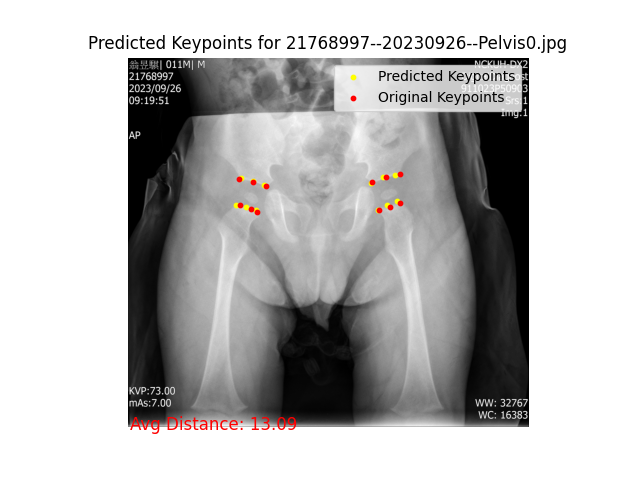 Predicted Keypoints for 21768997--20230926--Pelvis0.jpg
| 011M| M
21768997
2023/09/26
09:19:51
AP
NCKUH-DX2
Predicted Keypoints
Original Keypoints
Srs:1
Img:1
KVP:73.00
mAs:7.00
WW: 32767
WC: 16383
Avg Distance: 13.09